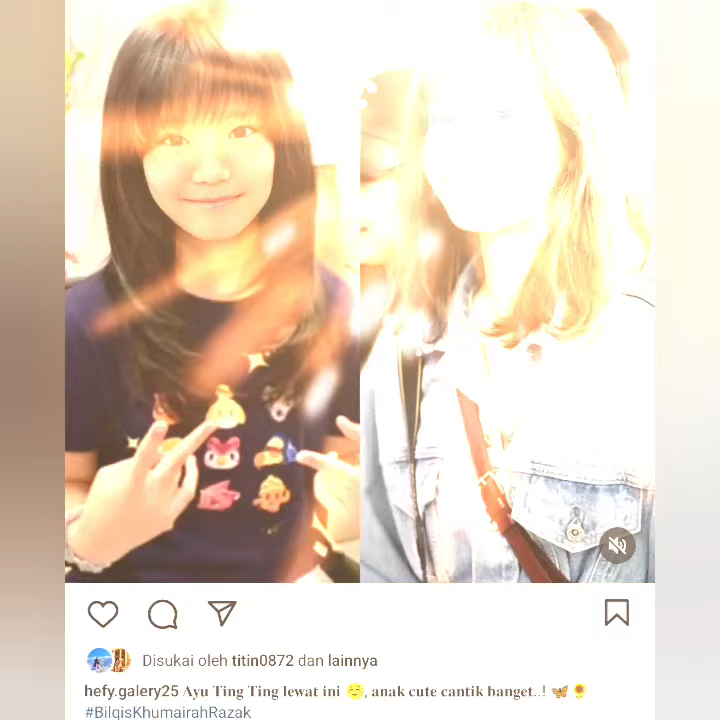 Disukai oleh titin0872 dan lainnya
hefy.galery25 Ayu Ting Ting lewat ini ☺️, anak cute cantik banget..! 🦋🌻
#BilqisKhumairahRazak